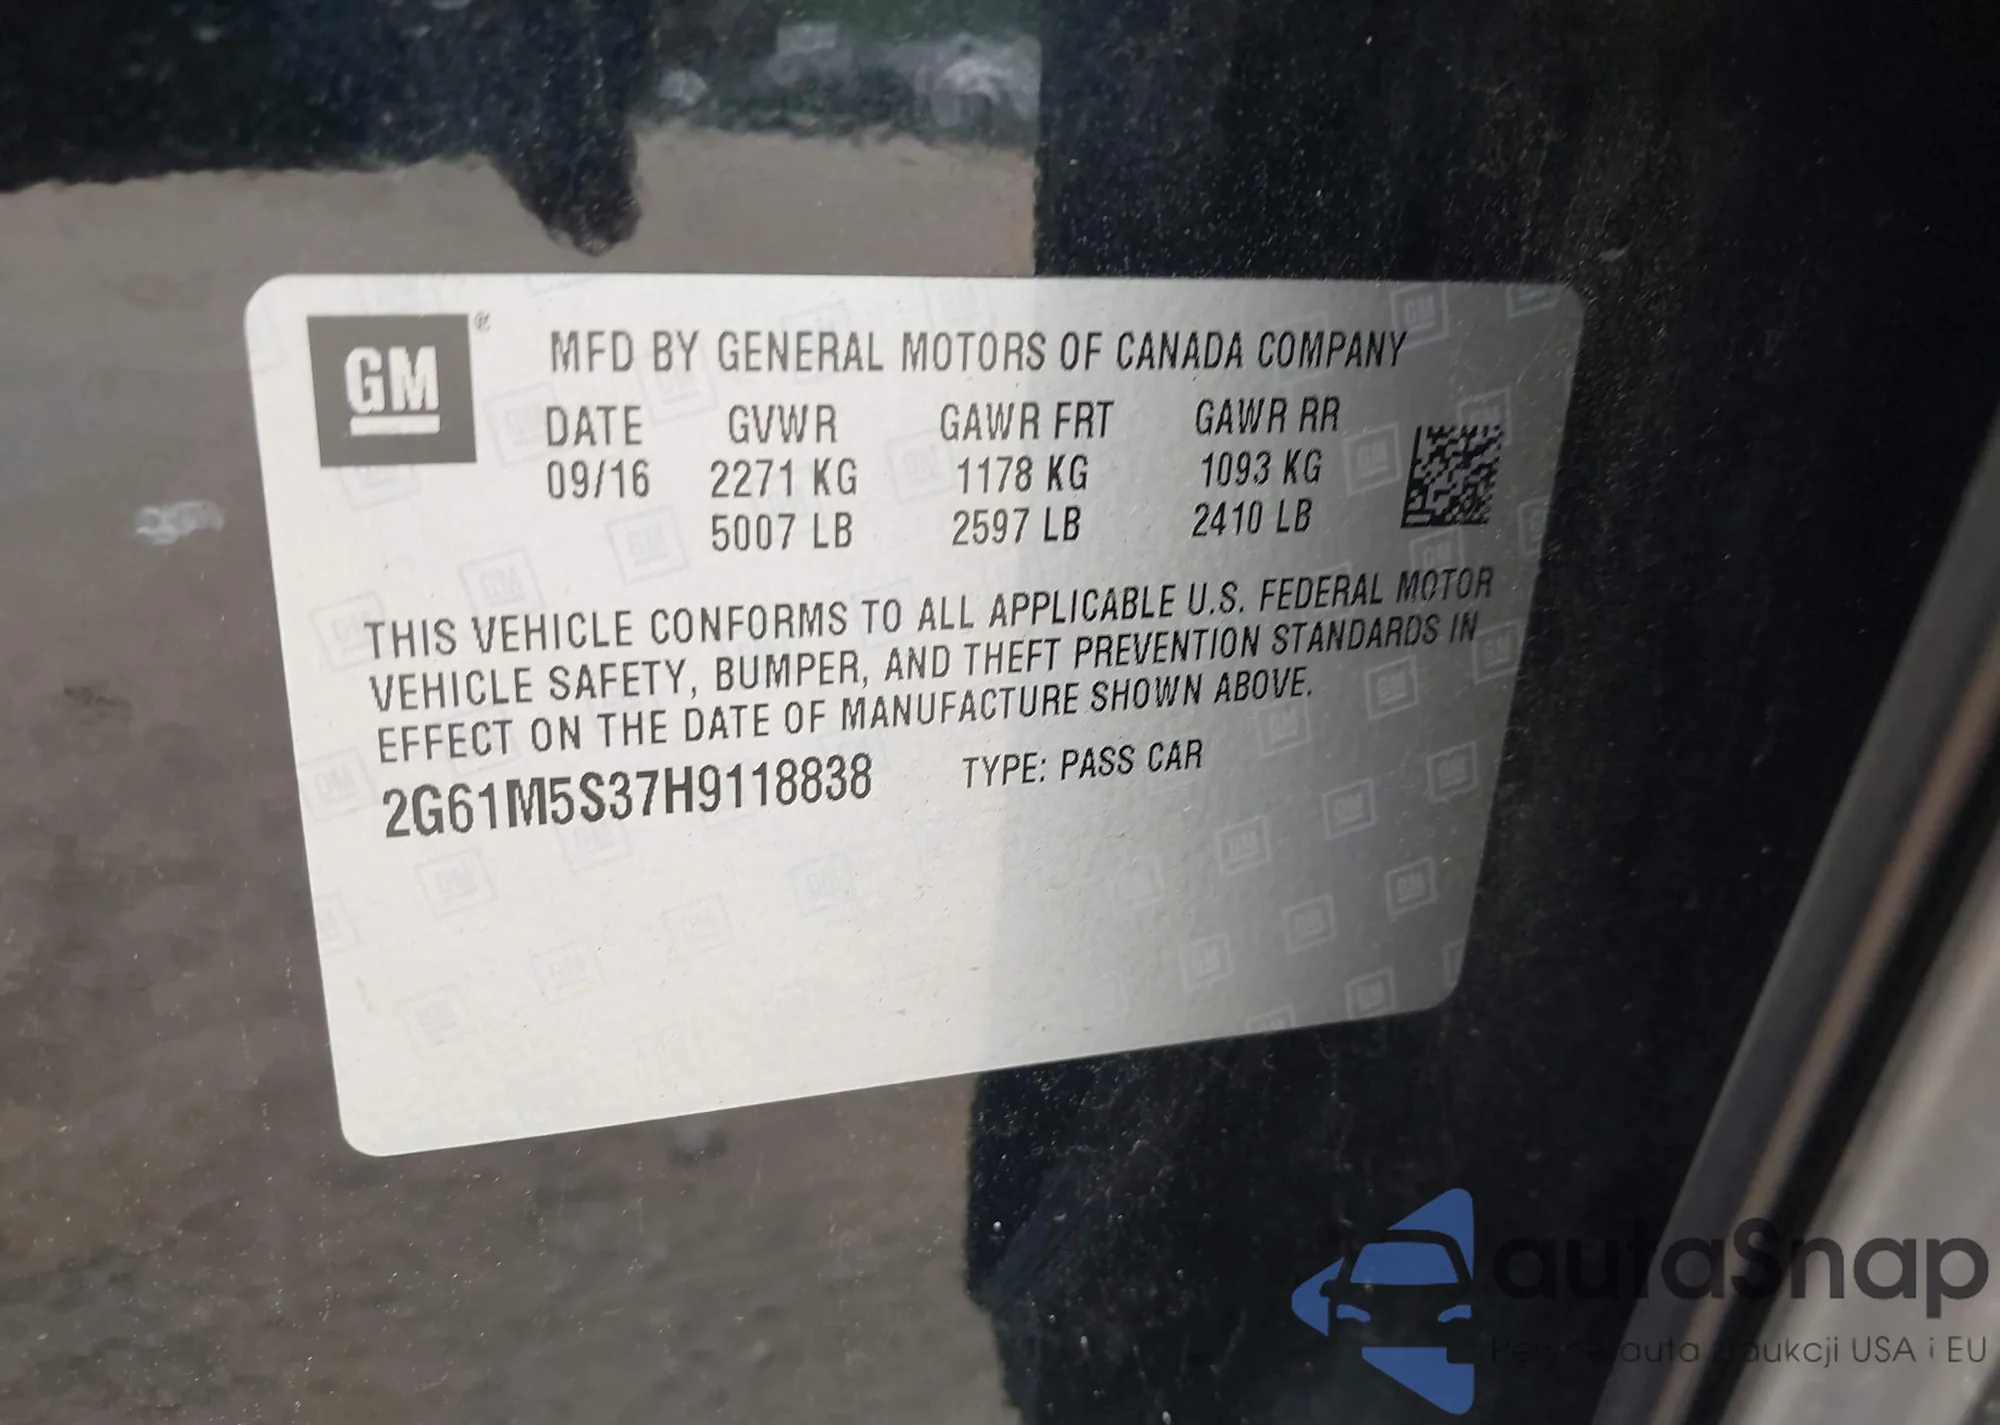 GM ®
MFD BY GENERAL MOTORS OF CANADA COMPANY
DATE GVWR GAWR FRT GAWR RR
09/16 2271 KG 1178 KG 1093 KG
5007 LB 2597 LB 2410 LB
THIS VEHICLE CONFORMS TO ALL APPLICABLE U.S. FEDERAL MOTOR
VEHICLE SAFETY, BUMPER, AND THEFT PREVENTION STANDARDS IN
EFFECT ON THE DATE OF MANUFACTURE SHOWN ABOVE.
2G61M5S37H9118838 TYPE: PASS CAR
autaSnap
auta aukcji USA i EU